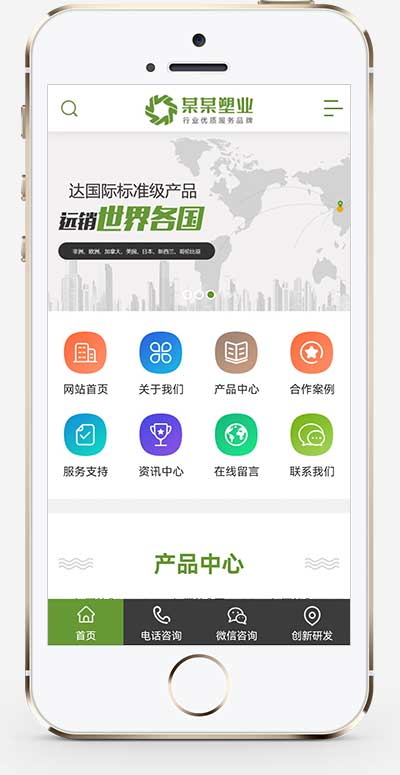 某某塑业
行业优质服务品牌
达国际标准级产品
远销世界各国
非洲、欧洲、加拿大、美国、日本、新西兰、哥伦比亚
网站首页
关于我们
产品中心
合作案例
服务支持
资讯中心
在线留言
联系我们
产品中心
首页
电话咨询
微信咨询
创新研发